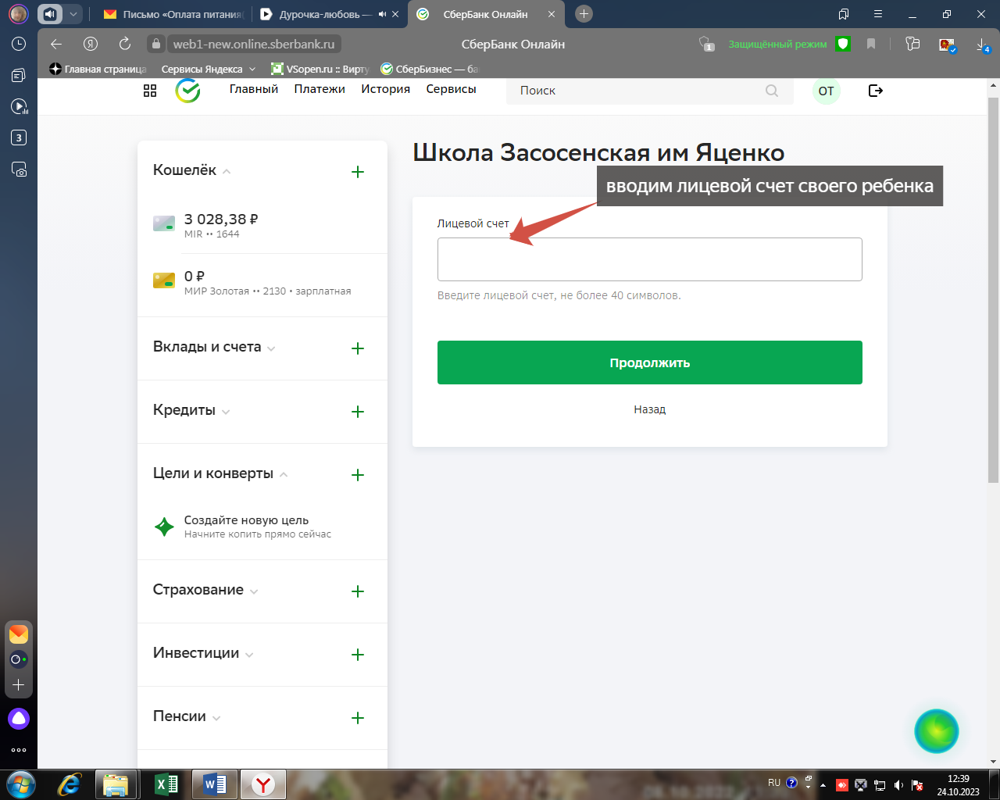 Письмо «Оплата питания(
Дурочка-любовь —
СберБанк Онлайн
web1-new.online.sberbank.ru
СберБанк Онлайн
1
Защищённый режим
4
Главная страница
Сервисы Яндекса
VSopen.ru :: Вирту
СберБизнес — ба
Главный
Платежи
История
Сервисы
Поиск
ОТ
3
Школа Засосенская им Яценко
вводим лицевой счет своего ребенка
Лицевой счет
Введите лицевой счет, не более 40 символов.
Продолжить
Назад
Кошелёк
3 028,38 ₽
MIR •• 1644
0 ₽
МИР Золотая •• 2130 • зарплатная
Вклады и счета
Кредиты
Цели и конверты
Создайте новую цель
Начните копить прямо сейчас
Страхование
Инвестиции
Пенсии
RU
12:39
24.10.2023